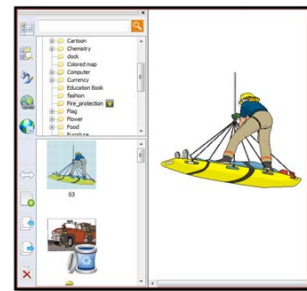 Cartoon
Chemistry
clock
Colored map
Computer
Currency
Education Book
fashion
Fire_protection
Flag
Flower
Food
03